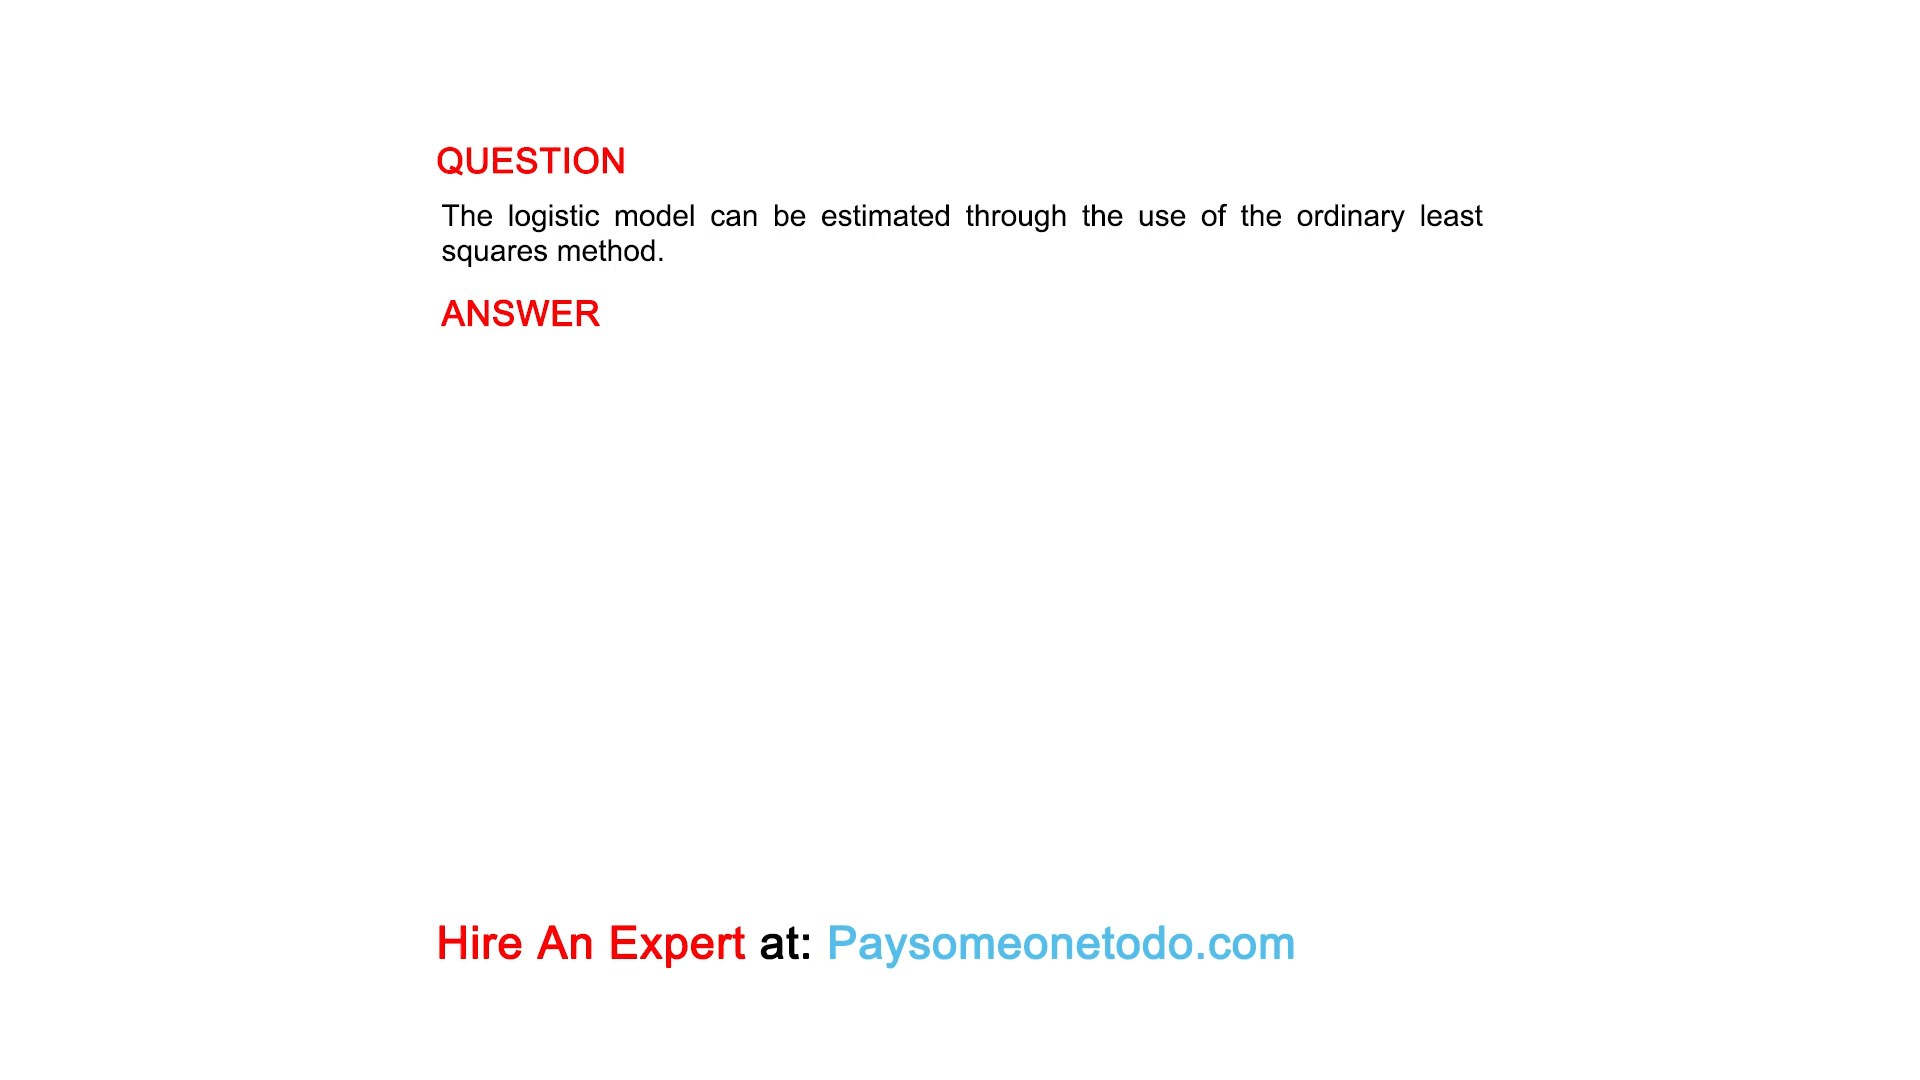 QUESTION
The logistic model can be estimated through the use of the ordinary least
squares method.
ANSWER
Hire An Expert at: Paysomeonetodo.com